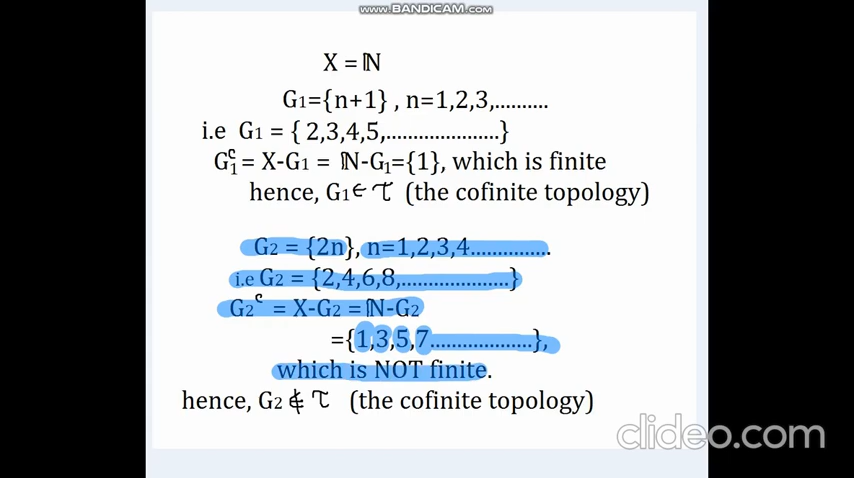 www.BANDICAM.com
X = ℕ
G₁={n+1} , n=1,2,3,..........
i.e G₁ = { 2,3,4,5,.....................}
G₁ᶜ = X-G₁ = ℕ-G₁={1}, which is finite
hence, G₁ ∈ τ (the cofinite topology)
G₂ = {2n}, n=1,2,3,4...............
i.e G₂ = {2,4,6,8,....................}
G₂ᶜ = X-G₂ = ℕ-G₂
={1,3,5,7...................},
which is NOT finite.
hence, G₂ ∉ τ (the cofinite topology)
clideo.com